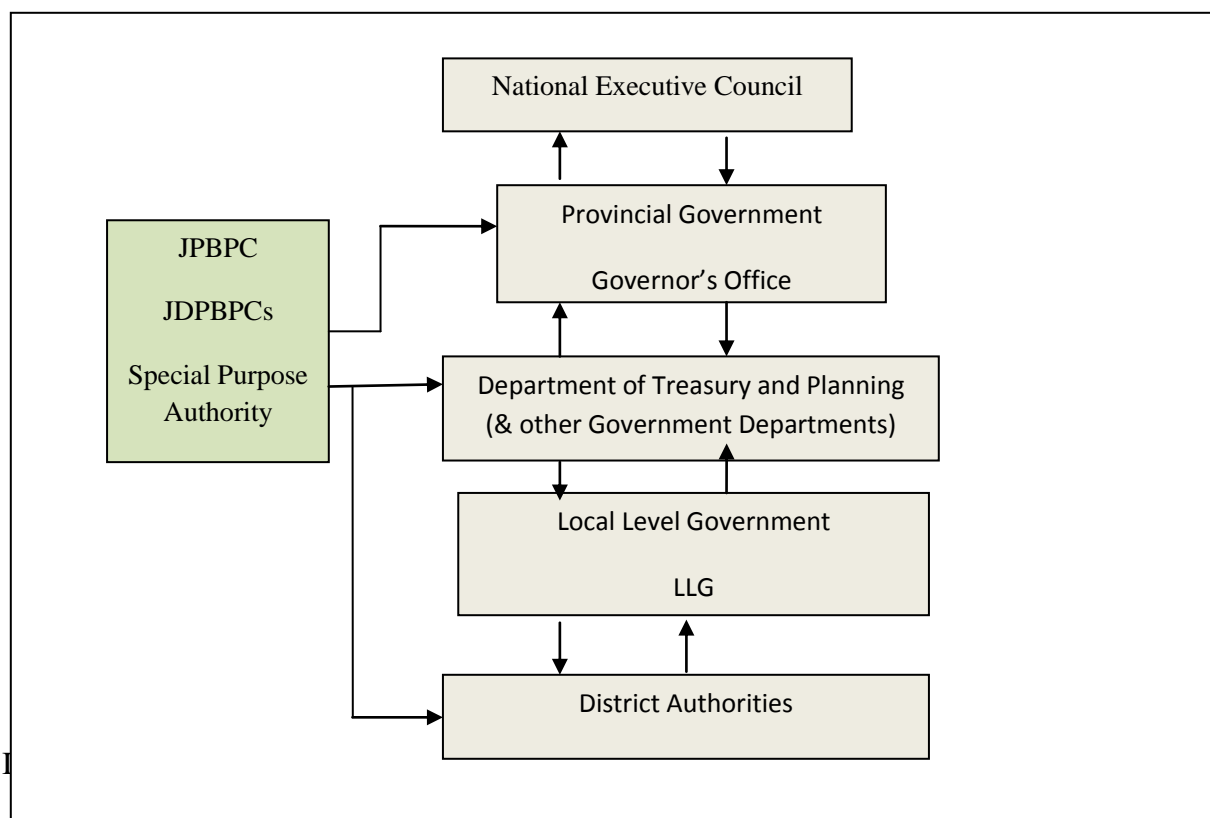 National Executive Council
Provincial Government
Governor's Office
JPBPC
JDPBPCs
Special Purpose
Authority
Department of Treasury and Planning
(& other Government Departments)
Local Level Government
LLG
District Authorities